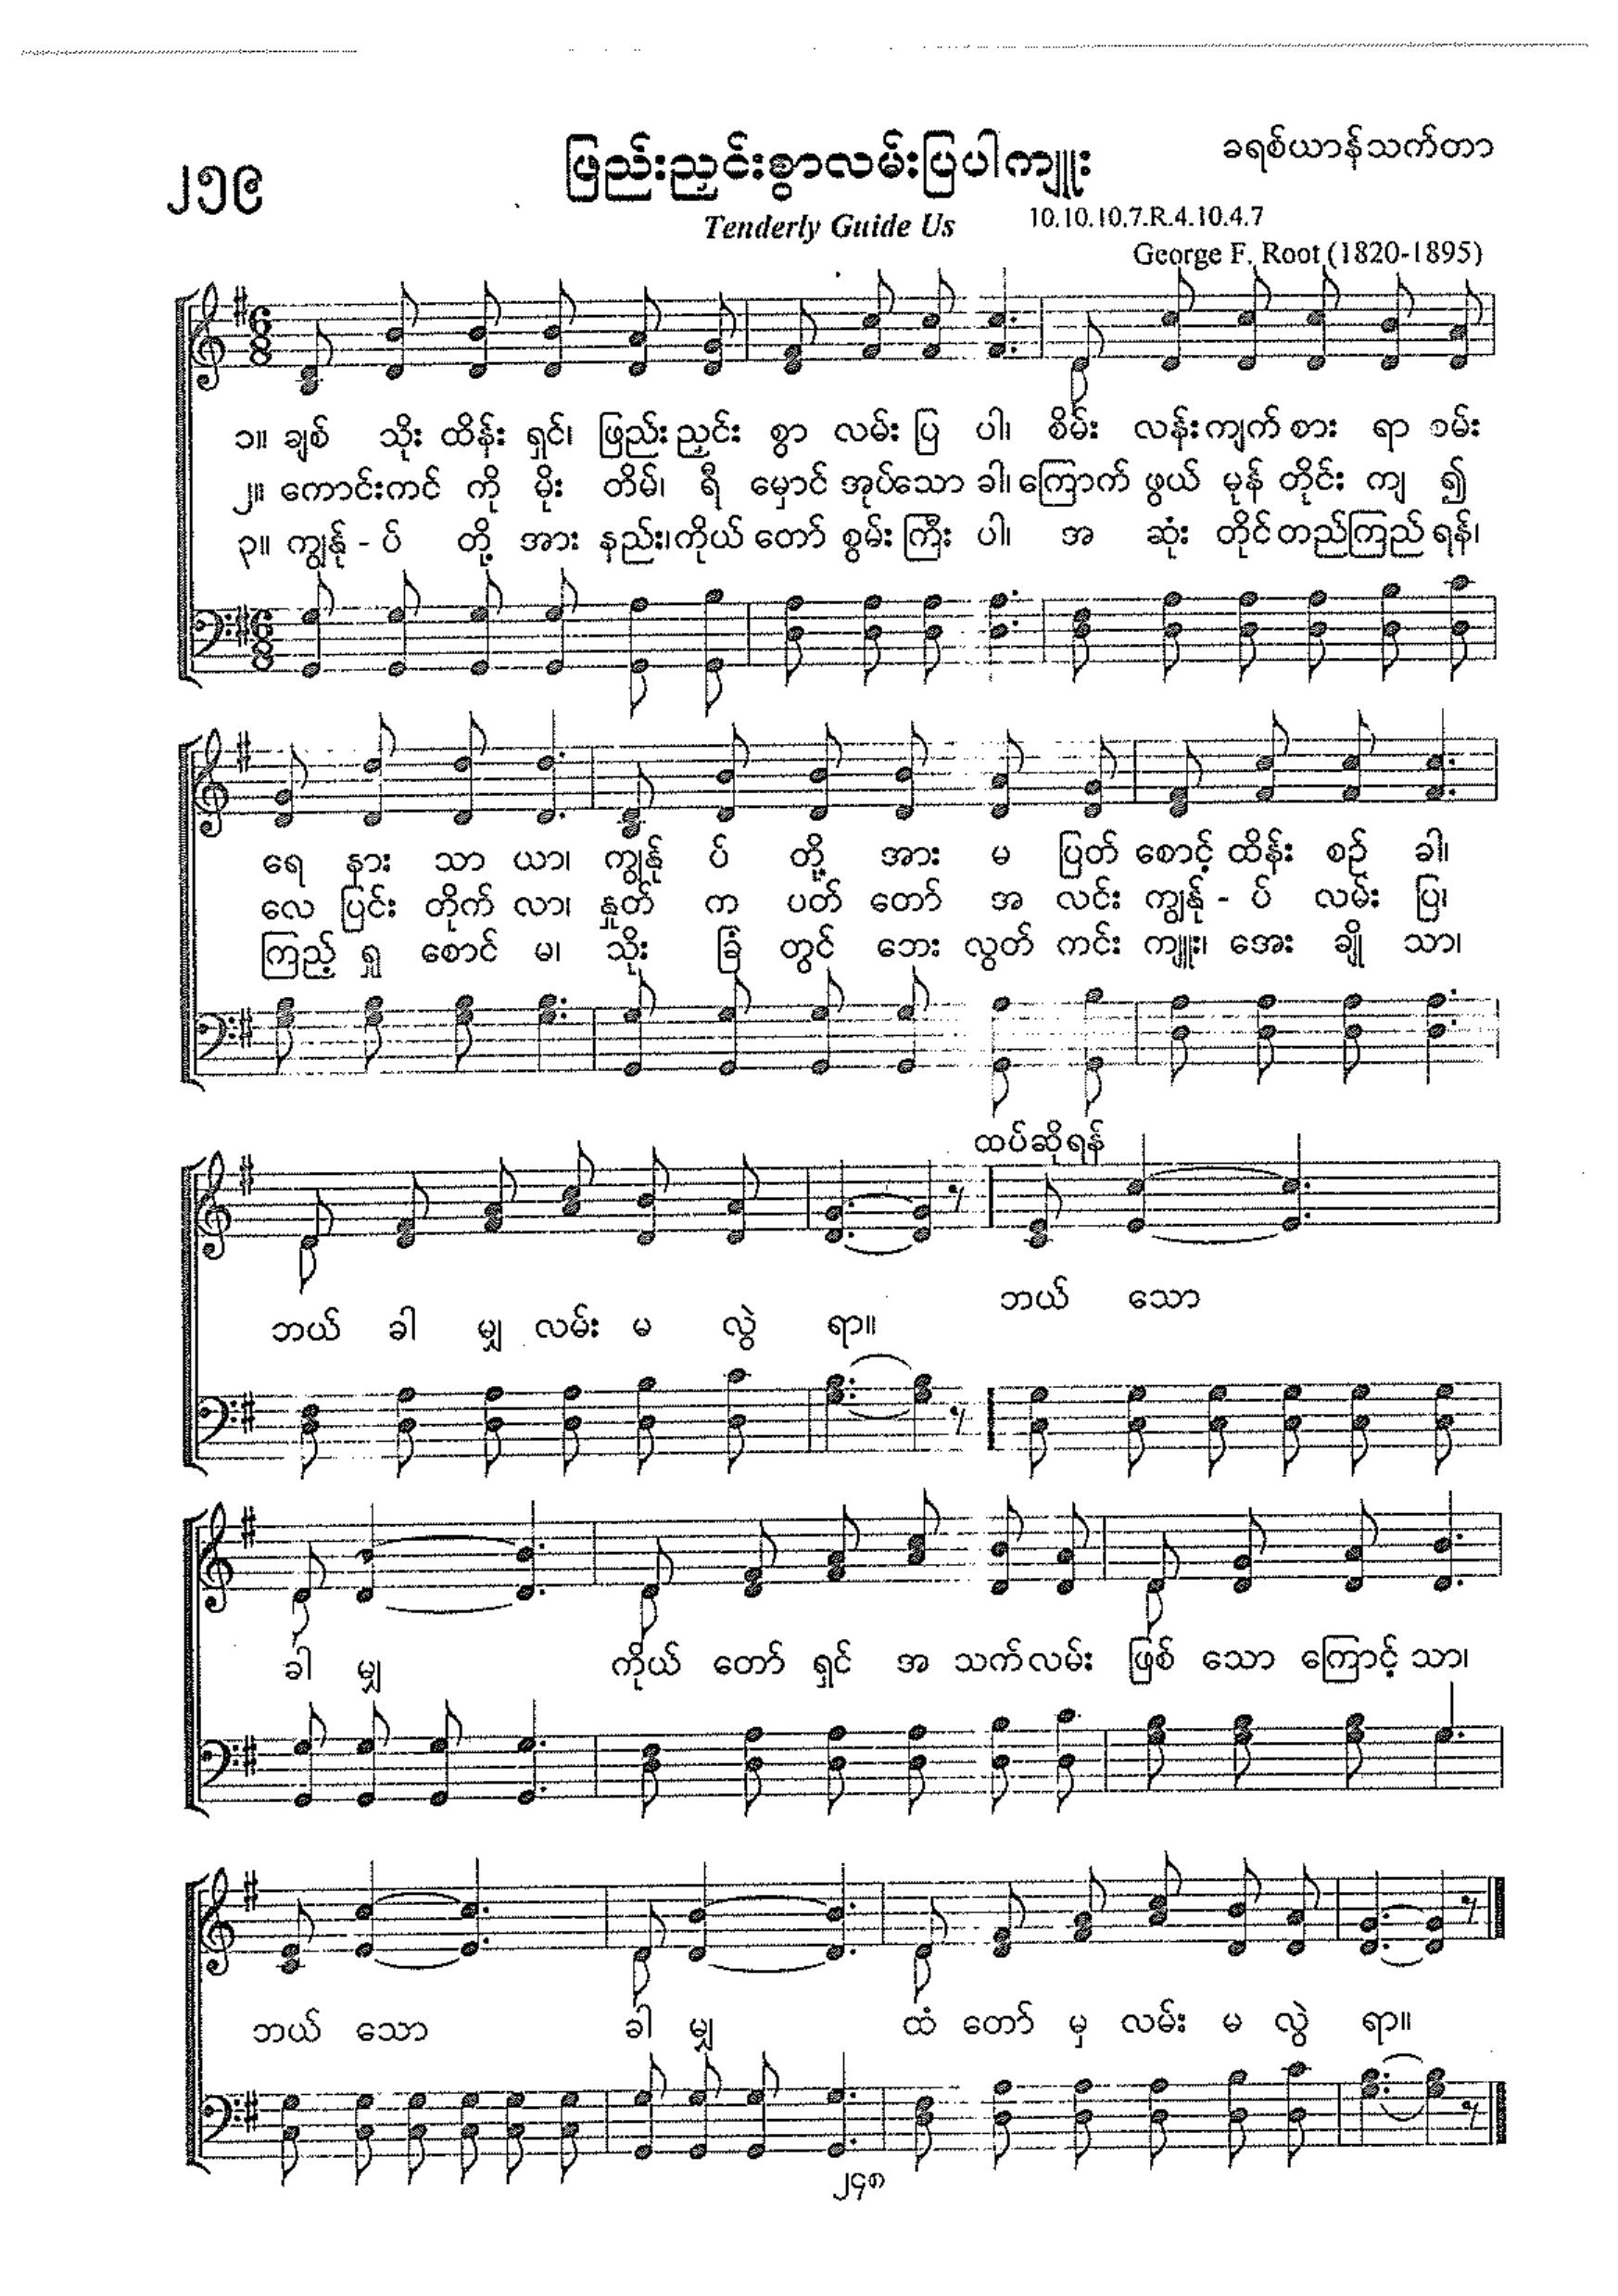 ၂၅၉
ဖြည်းညှင်းစွာလမ်းပြပါကျူး
ခရစ်ယာန်သက်တာ
Tenderly Guide Us
10.10.10.7.R.4.10.4.7
George F. Root (1820-1895)
၁။ ချစ် သိုး ထိန်း ရှင်၊ ဖြည်း ညှင်း စွာ လမ်း ပြ ပါ၊ စိမ်း လန်း ကျက် စား ရာ စမ်း
၂။ ကောင်းကင် ကို မိုး တိမ်၊ ရီ မှောင် အုပ်သော ခါ၊ ကြောက် ဖွယ် မုန် တိုင်း ကျ ၍
၃။ ကျွန်ု - ပ် တို့ အား နည်း၊ ကိုယ် တော် စွမ်း ကြီး ပါ၊ အ ဆုံး တိုင် တည်ကြည် ရန်၊
ရေ နား သာ ယာ၊ ကျွန်ု ပ် တို့ အား မ ပြတ် စောင့် ထိန်း စဉ် ခါ၊
လေ ပြင်း တိုက် လာ၊ နှုတ် က ပတ် တော် အ လင်း ကျွန်ု - ပ် လမ်း ပြ၊
ကြည့် ရှု စောင် မ၊ သိုး ခြံ တွင် ဘေး လွတ် ကင်း ကျူး၊ အေး ချို သာ၊
ထပ်ဆိုရန်
ဘယ် ခါ မျှ လမ်း မ လွဲ ရာ။ ဘယ် သော
ခါ မျှ ကိုယ် တော် ရှင် အ သက် လမ်း ဖြစ် သော ကြောင့် သာ၊
ဘယ် သော ခါ မျှ ထံ တော် မှ လမ်း မ လွဲ ရာ။
၂၄၈